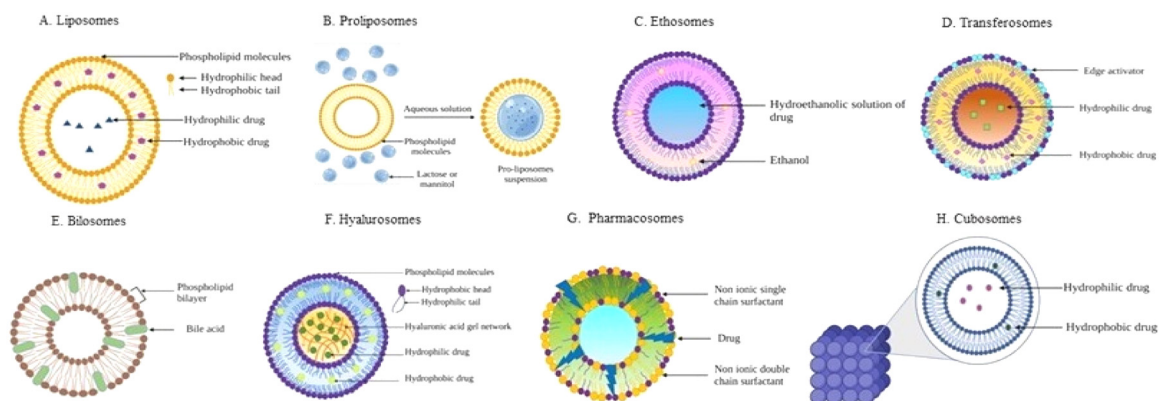 A. Liposomes
Phospholipid molecules
Hydrophilic head
Hydrophobic tail
Hydrophilic drug
Hydrophobic drug
B. Proliposomes
Aqueous solution
Phospholipid
molecules
Lactose or
mannitol
Pro-liposomes
suspension
C. Ethosomes
Hydroethanolic solution of
drug
Ethanol
D. Transferosomes
Edge activator
Hydrophilic drug
Hydrophobic drug
E. Bilosomes
Phospholipid
bilayer
Bile acid
F. Hyalurosomes
Phospholipid molecules
Hydrophobic head
Hydrophilic tail
Hyaluronic acid gel network
Hydrophilic drug
Hydrophobic drug
G. Pharmacosomes
Non ionic single
chain surfactant
Drug
Non ionic double
chain surfactant
H. Cubosomes
Hydrophilic drug
Hydrophobic drug